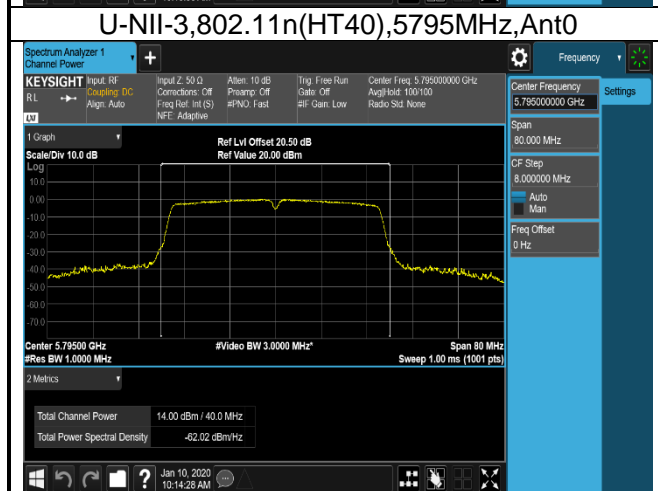 U-NII-3,802.11n(HT40),5795MHz,Ant0
Spectrum Analyzer 1
Channel Power
+
Frequency
KEYSIGHT
Input: RF
Coupling: DC
Align: Auto
Input Z: 50 Ω
Corrections: Off
Freq Ref: Int (S)
NFE: Adaptive
Atten: 10 dB
Preamp: Off
#PNO: Fast
Trig: Free Run
Gate: Off
#IF Gain: Low
Center Freq: 5.795000000 GHz
Avg|Hold: 100/100
Radio Std: None
RL
LXI
Center Frequency
5.795000000 GHz
Settings
Span
80.000 MHz
CF Step
8.000000 MHz
Auto
Man
Freq Offset
0 Hz
1 Graph
Scale/Div 10.0 dB
Ref Lvl Offset 20.50 dB
Ref Value 20.00 dBm
Log
10.0
0.00
-10.0
-20.0
-30.0
-40.0
-50.0
-60.0
-70.0
Center 5.79500 GHz
#Res BW 1.0000 MHz
#Video BW 3.0000 MHz*
Span 80 MHz
Sweep 1.00 ms (1001 pts)
2 Metrics
Total Channel Power 14.00 dBm / 40.0 MHz
Total Power Spectral Density -62.02 dBm/Hz
?
Jan 10, 2020
10:14:28 AM